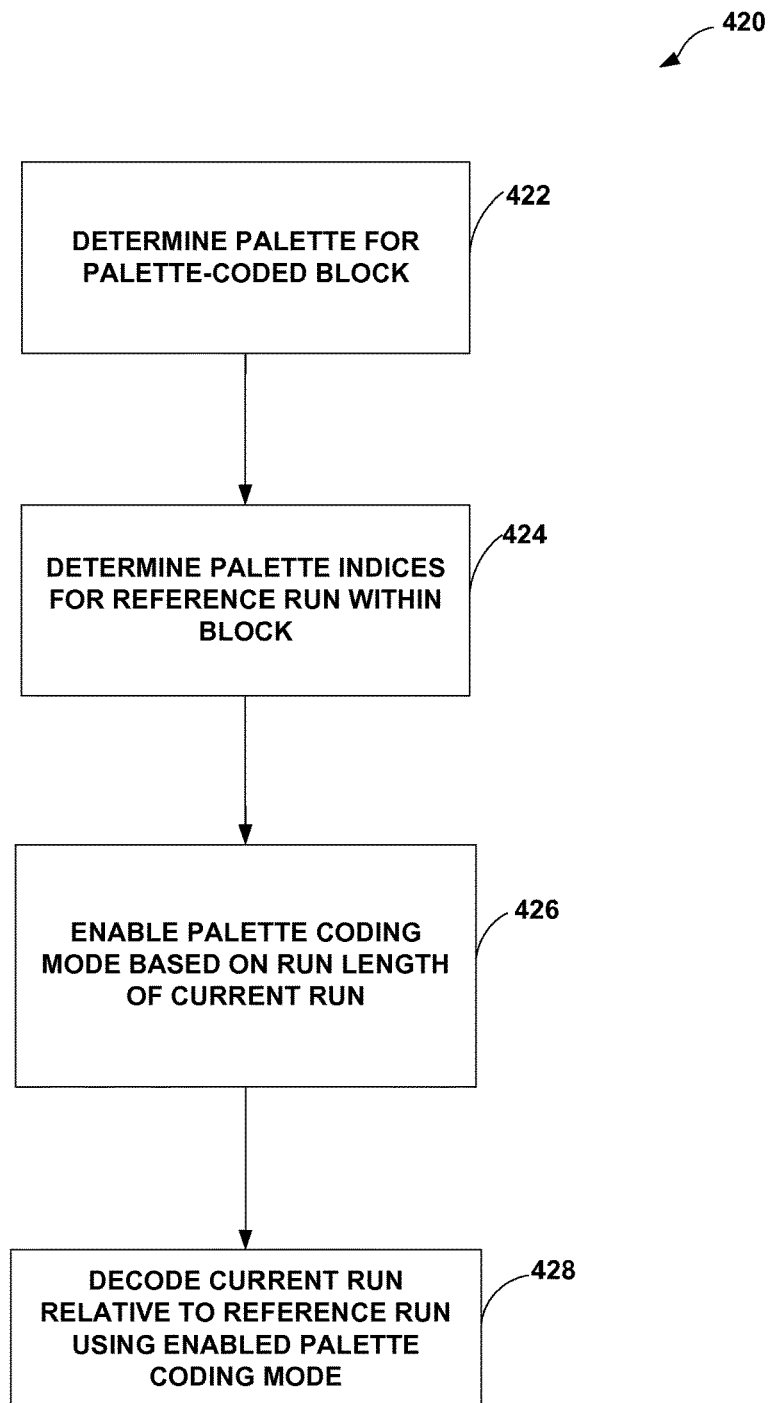 420
422
DETERMINE PALETTE FOR
PALETTE-CODED BLOCK
424
DETERMINE PALETTE INDICES
FOR REFERENCE RUN WITHIN
BLOCK
426
ENABLE PALETTE CODING
MODE BASED ON RUN LENGTH
OF CURRENT RUN
428
DECODE CURRENT RUN
RELATIVE TO REFERENCE RUN
USING ENABLED PALETTE
CODING MODE